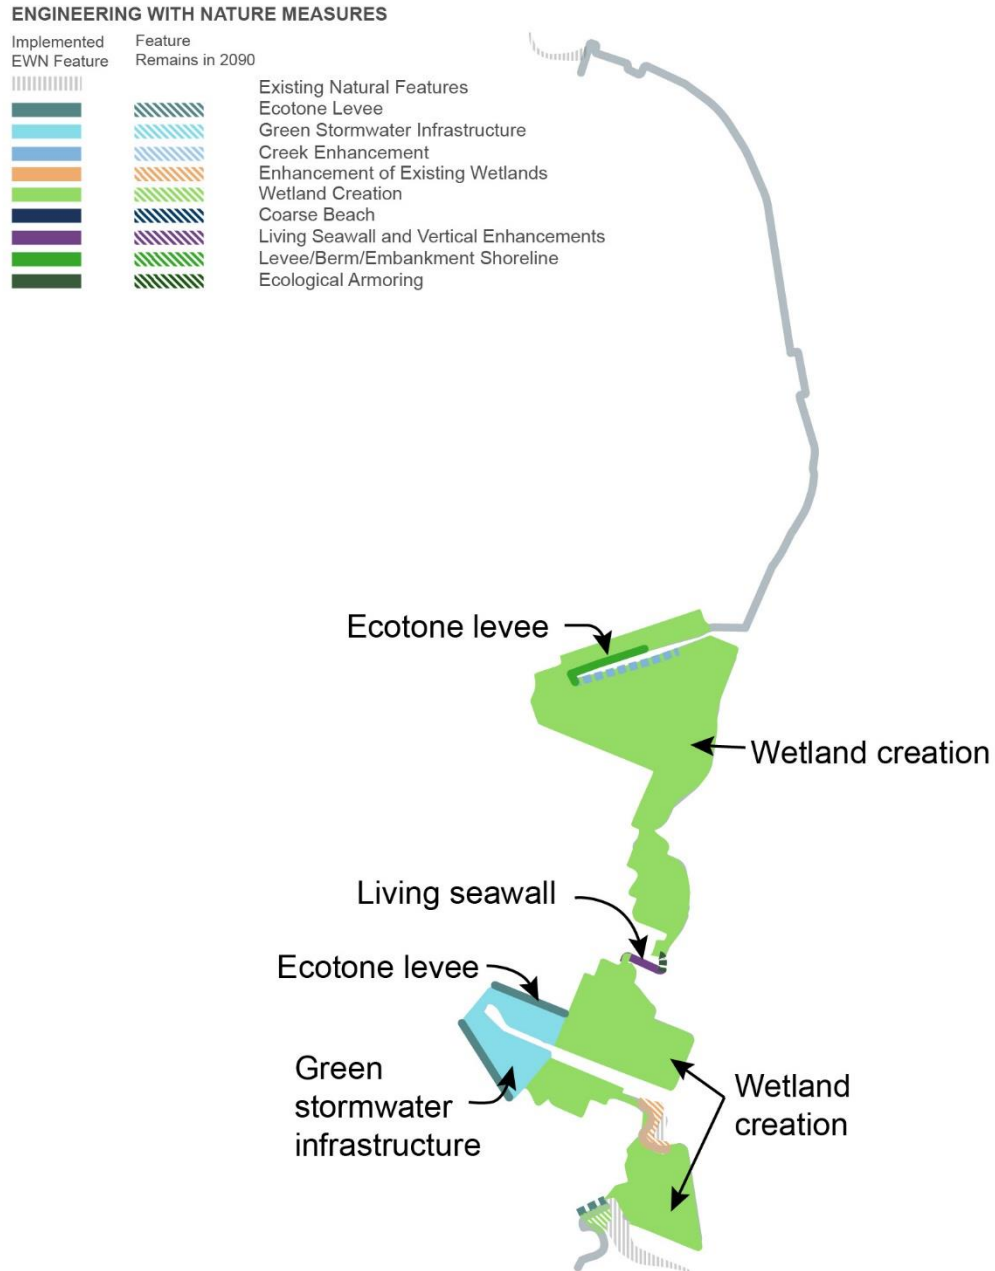 ENGINEERING WITH NATURE MEASURES
Implemented EWN Feature
Feature Remains in 2090
Existing Natural Features
Ecotone Levee
Green Stormwater Infrastructure
Creek Enhancement
Enhancement of Existing Wetlands
Wetland Creation
Coarse Beach
Living Seawall and Vertical Enhancements
Levee/Berm/Embankment Shoreline
Ecological Armoring
Ecotone levee
Wetland creation
Living seawall
Ecotone levee
Green
stormwater
infrastructure
Wetland
creation